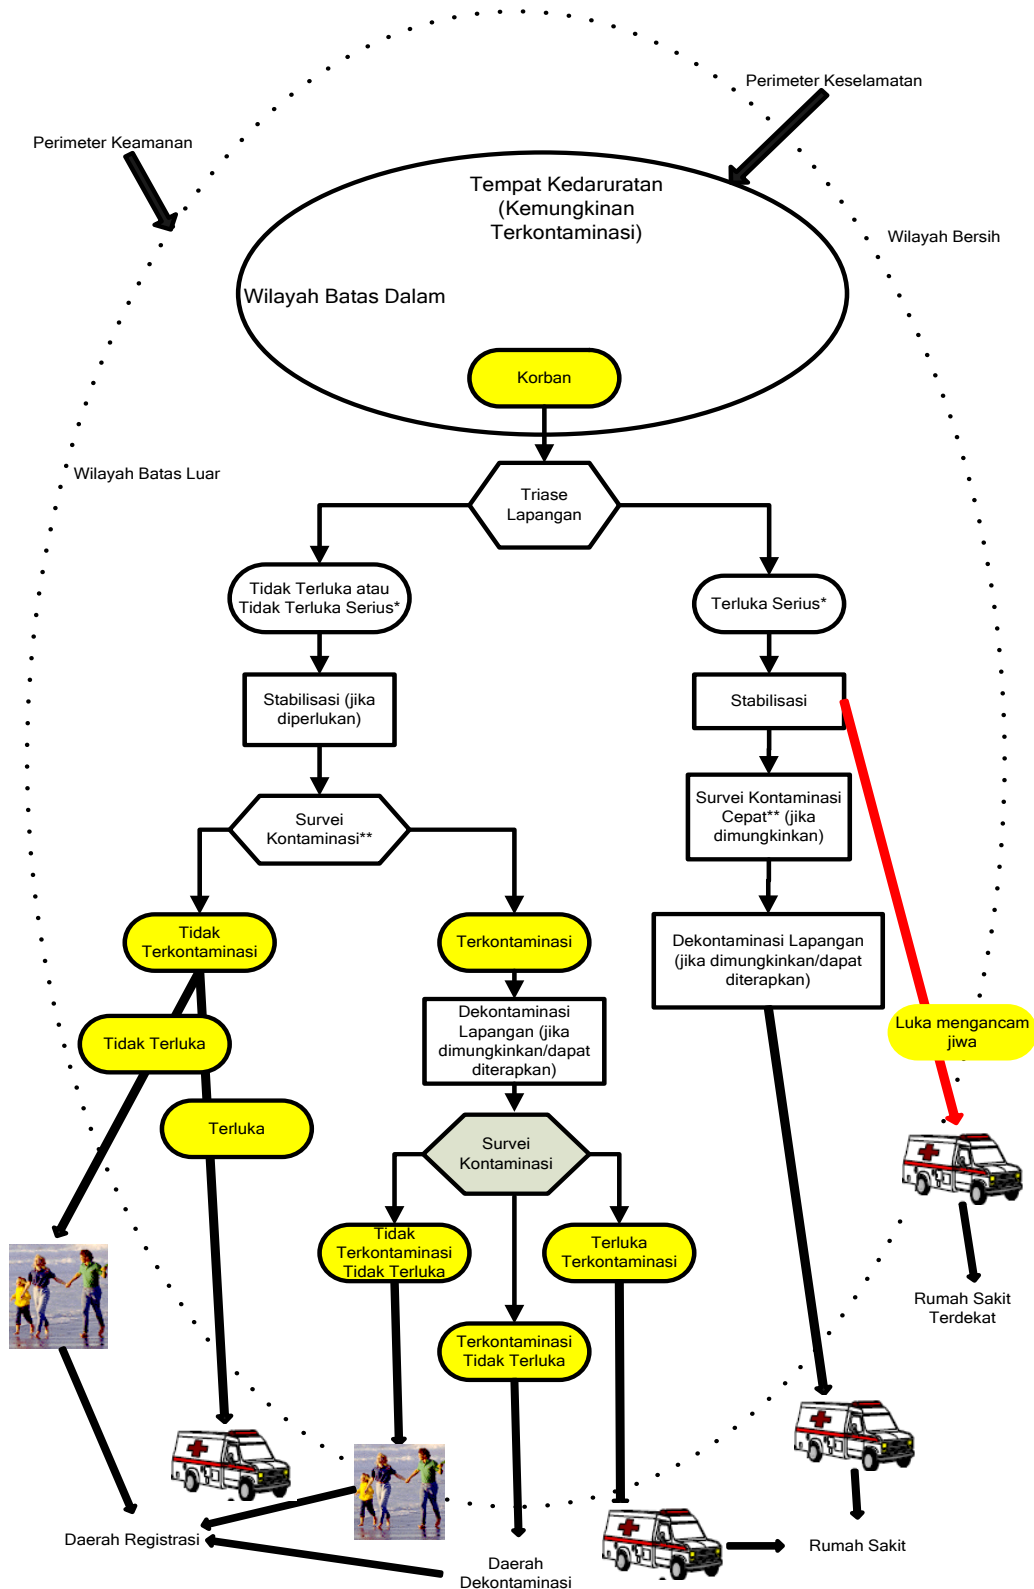 Perimeter Keselamatan
Perimeter Keamanan
Tempat Kedaruratan
(Kemungkinan
Terkontaminasi)
Wilayah Bersih
Wilayah Batas Dalam
Korban
Wilayah Batas Luar
Triase
Lapangan
Tidak Terluka atau
Tidak Terluka Serius*
Terluka Serius*
Stabilisasi (jika
diperlukan)
Stabilisasi
Survei
Kontaminasi**
Survei Kontaminasi
Cepat** (jika
dimungkinkan)
Tidak
Terkontaminasi
Terkontaminasi
Dekontaminasi Lapangan
(jika dimungkinkan/dapat
diterapkan)
Dekontaminasi
Lapangan (jika
dimungkinkan/dapat
diterapkan)
Luka mengancam
jiwa
Tidak Terluka
Terluka
Survei
Kontaminasi
Tidak
Terkontaminasi
Tidak Terluka
Terluka
Terkontaminasi
Terkontaminasi
Tidak Terluka
Rumah Sakit
Terdekat
Daerah Registrasi
Daerah
Dekontaminasi
Rumah Sakit